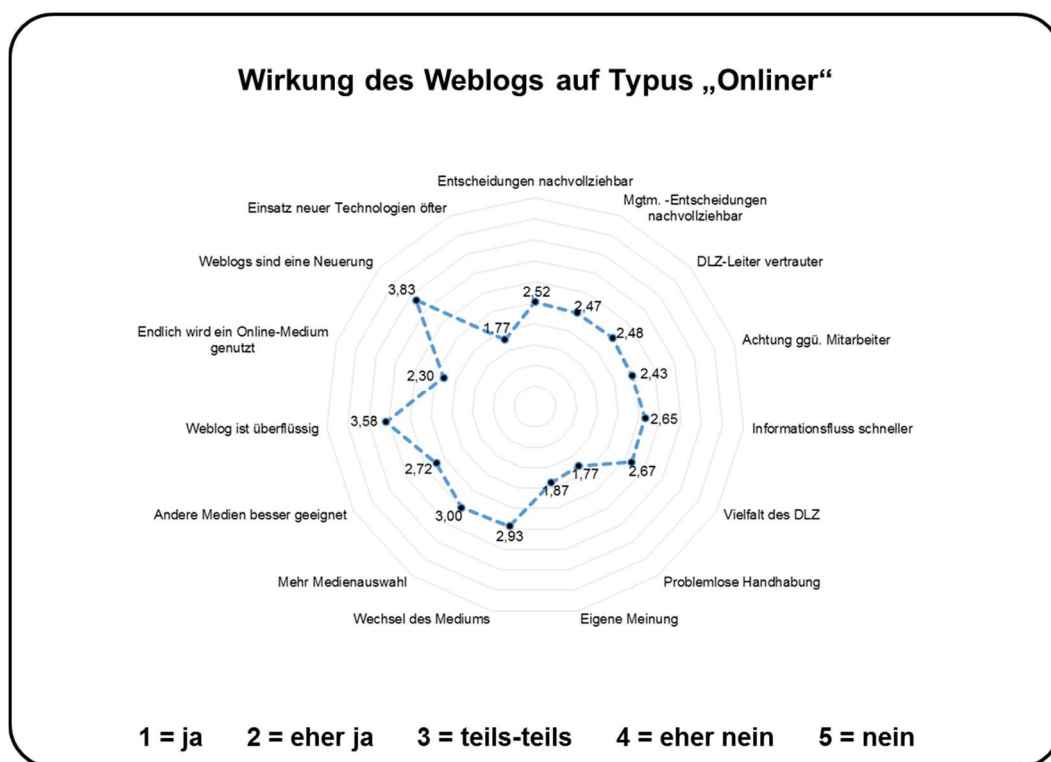 Wirkung des Weblogs auf Typus „Onliner“
Entscheidungen nachvollziehbar
Mgtm. -Entscheidungen
nachvollziehbar
DLZ-Leiter vertrauter
Achtung ggü. Mitarbeiter
Informationsfluss schneller
Vielfalt des DLZ
Problemlose Handhabung
Eigene Meinung
Wechsel des Mediums
Mehr Medienauswahl
Andere Medien besser geeignet
Weblog ist überflüssig
Endlich wird ein Online-Medium
genutzt
Weblogs sind eine Neuerung
Einsatz neuer Technologien öfter
2,52
2,47
2,48
2,43
2,65
2,67
1,77
1,87
2,93
3,00
2,72
3,58
2,30
3,83
1,77
1 = ja 2 = eher ja 3 = teils-teils 4 = eher nein 5 = nein